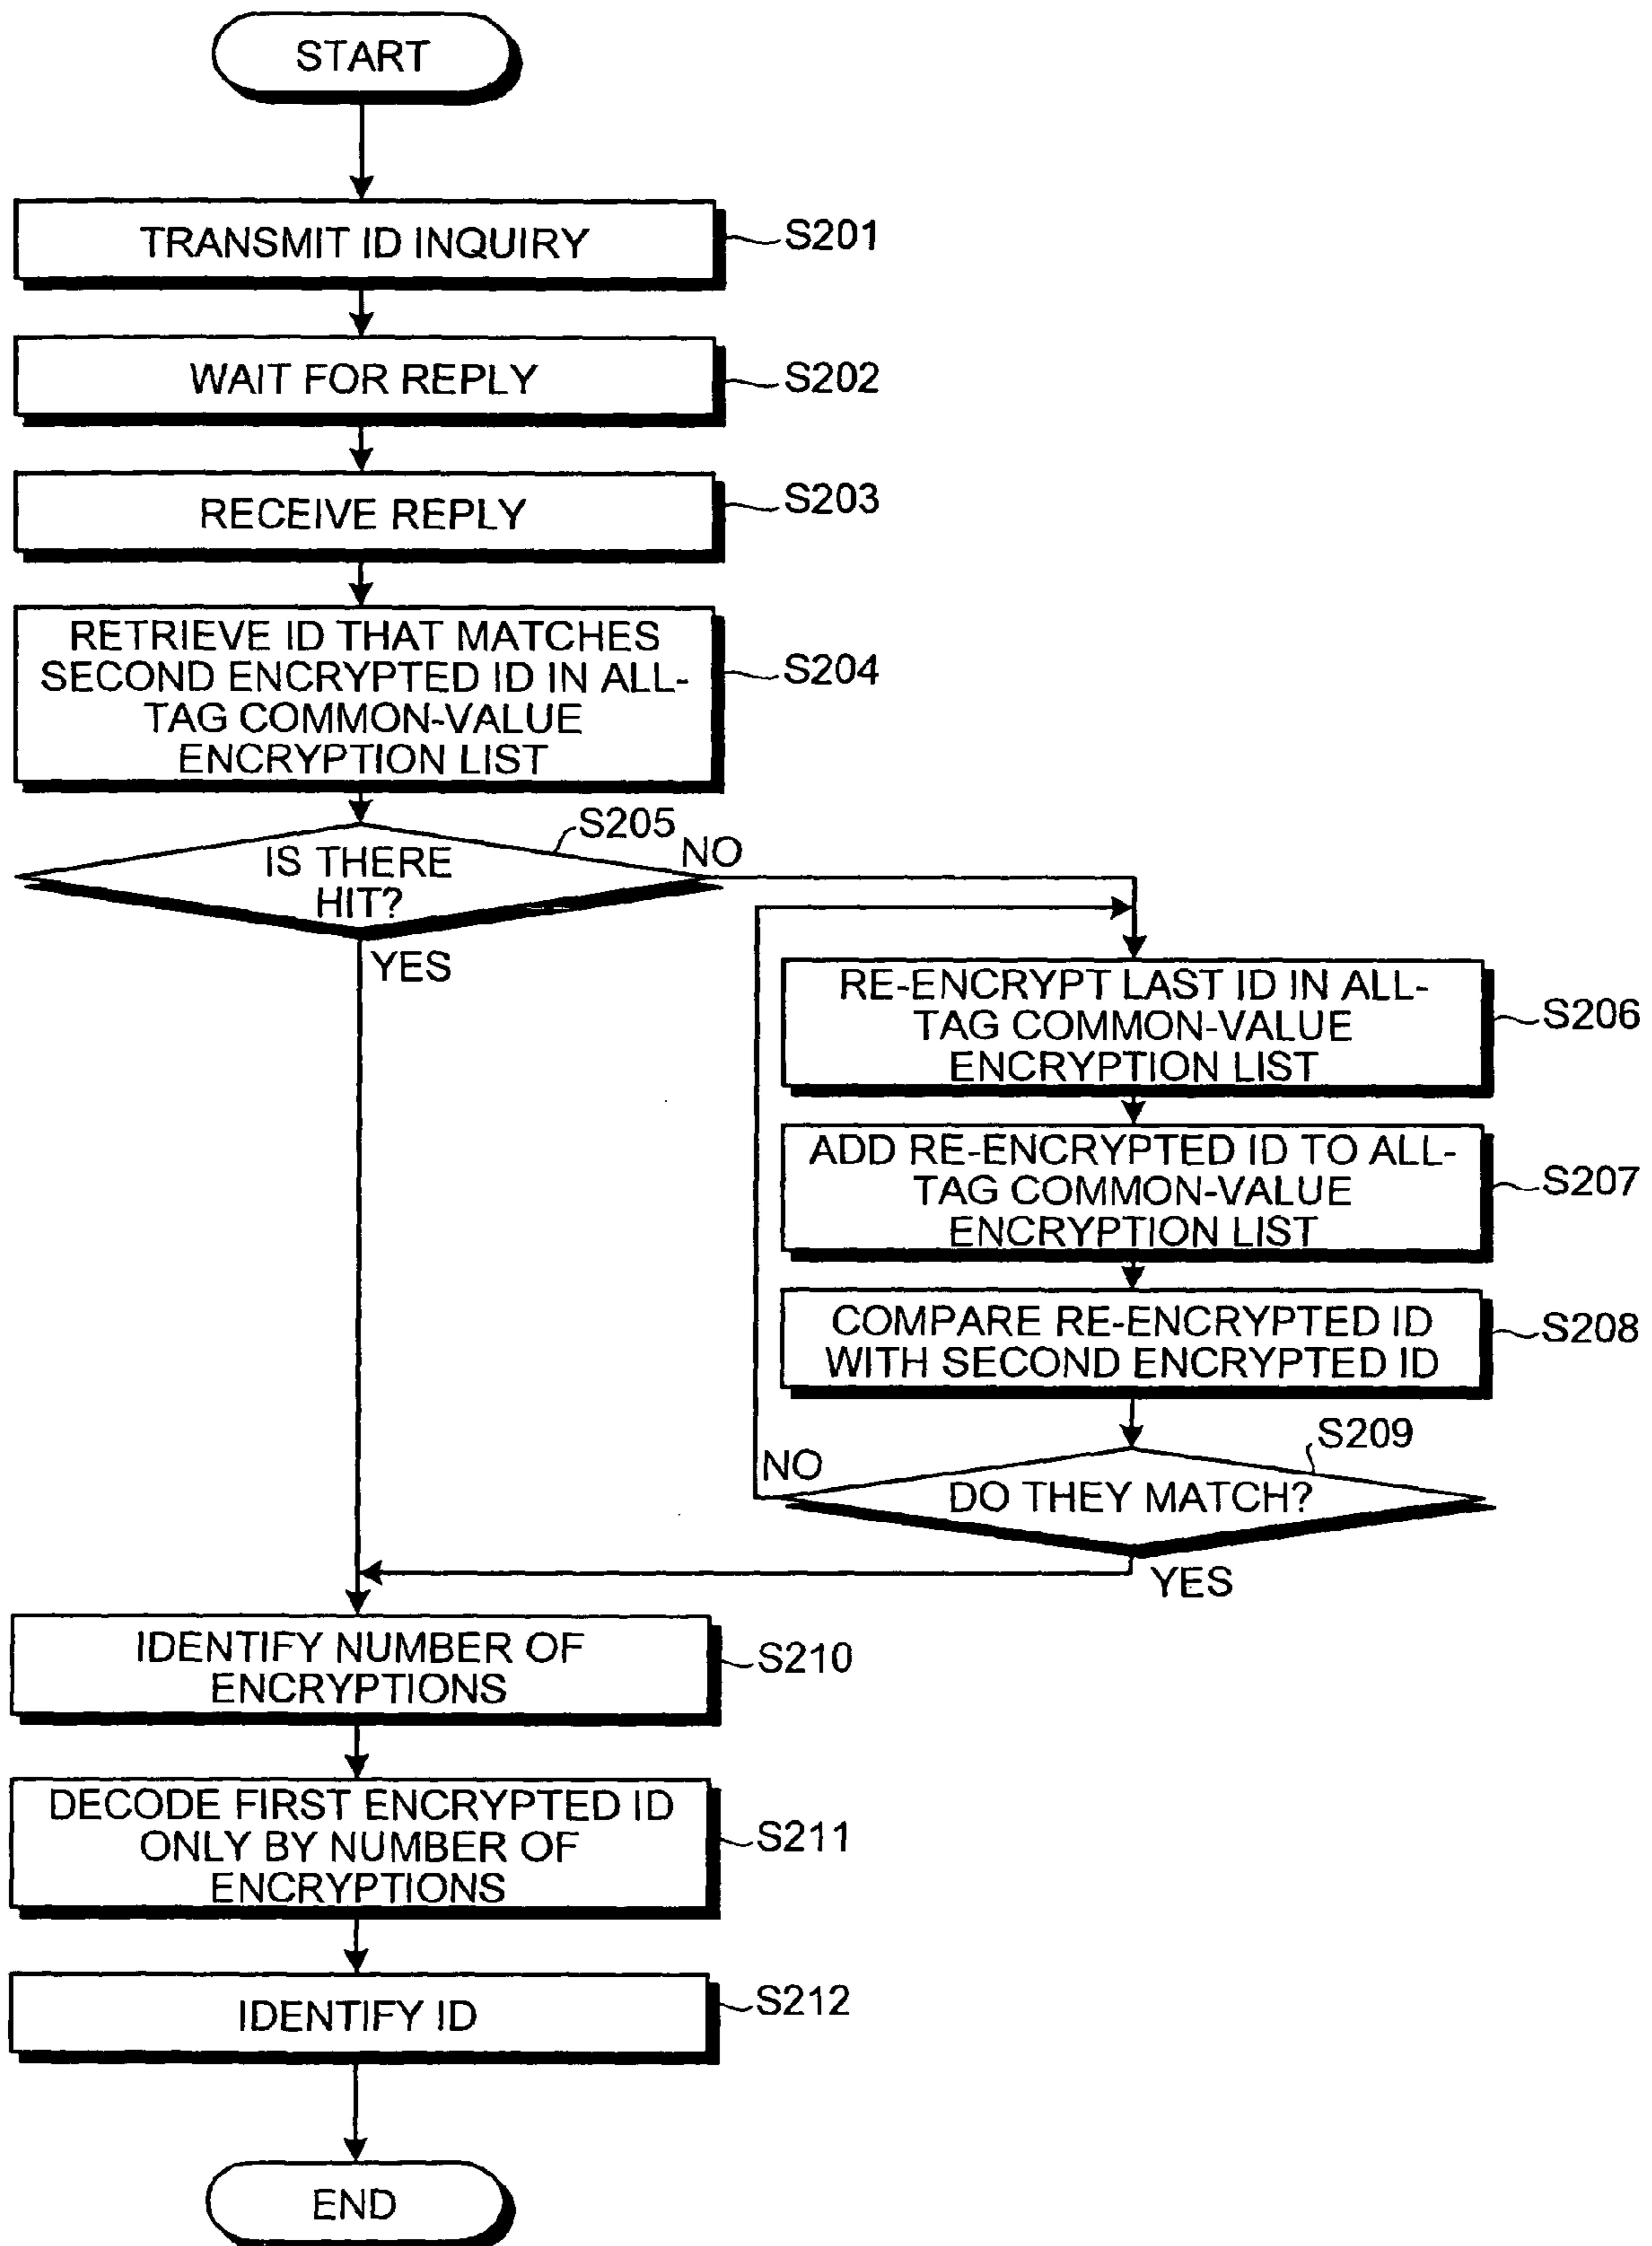 START
TRANSMIT ID INQUIRY
S201
WAIT FOR REPLY
S202
RECEIVE REPLY
S203
RETRIEVE ID THAT MATCHES
SECOND ENCRYPTED ID IN ALL-
TAG COMMON-VALUE
ENCRYPTION LIST
S204
S205
IS THERE
HIT?
NO
YES
RE-ENCRYPT LAST ID IN ALL-
TAG COMMON-VALUE
ENCRYPTION LIST
S206
ADD RE-ENCRYPTED ID TO ALL-
TAG COMMON-VALUE
ENCRYPTION LIST
S207
COMPARE RE-ENCRYPTED ID
WITH SECOND ENCRYPTED ID
S208
S209
NO
DO THEY MATCH?
YES
IDENTIFY NUMBER OF
ENCRYPTIONS
S210
DECODE FIRST ENCRYPTED ID
ONLY BY NUMBER OF
ENCRYPTIONS
S211
IDENTIFY ID
S212
END